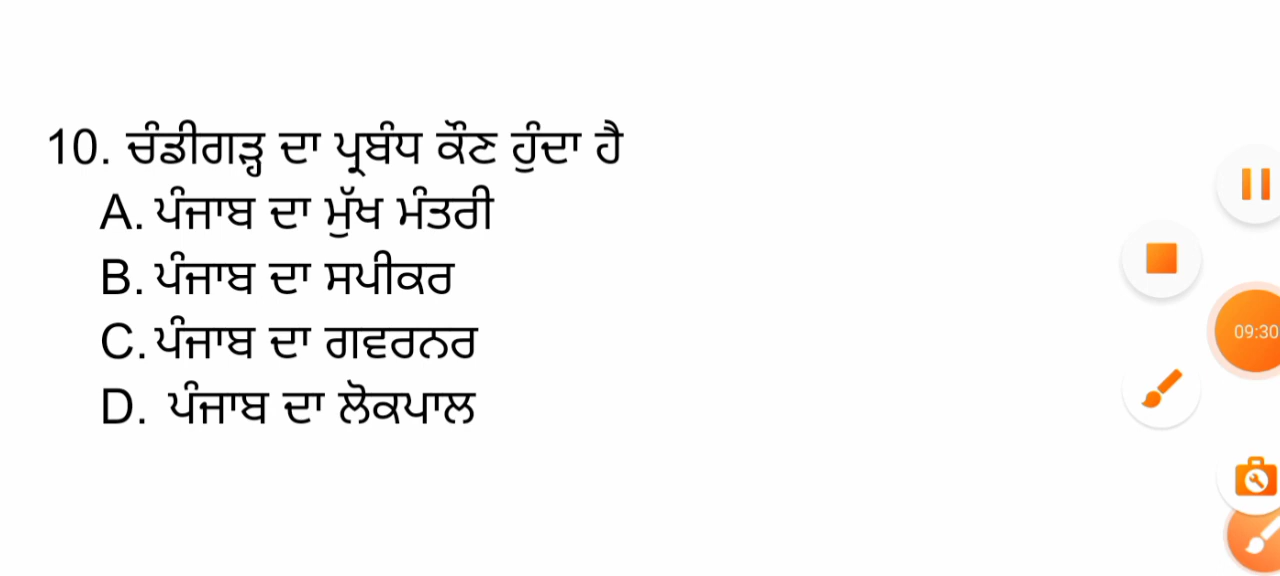 10. ਚੰਡੀਗੜ੍ਹ ਦਾ ਪ੍ਰਬੰਧ ਕੌਣ ਹੁੰਦਾ ਹੈ
A. ਪੰਜਾਬ ਦਾ ਮੁੱਖ ਮੰਤਰੀ
B. ਪੰਜਾਬ ਦਾ ਸਪੀਕਰ
C. ਪੰਜਾਬ ਦਾ ਗਵਰਨਰ
D. ਪੰਜਾਬ ਦਾ ਲੋਕਪਾਲ
09:30